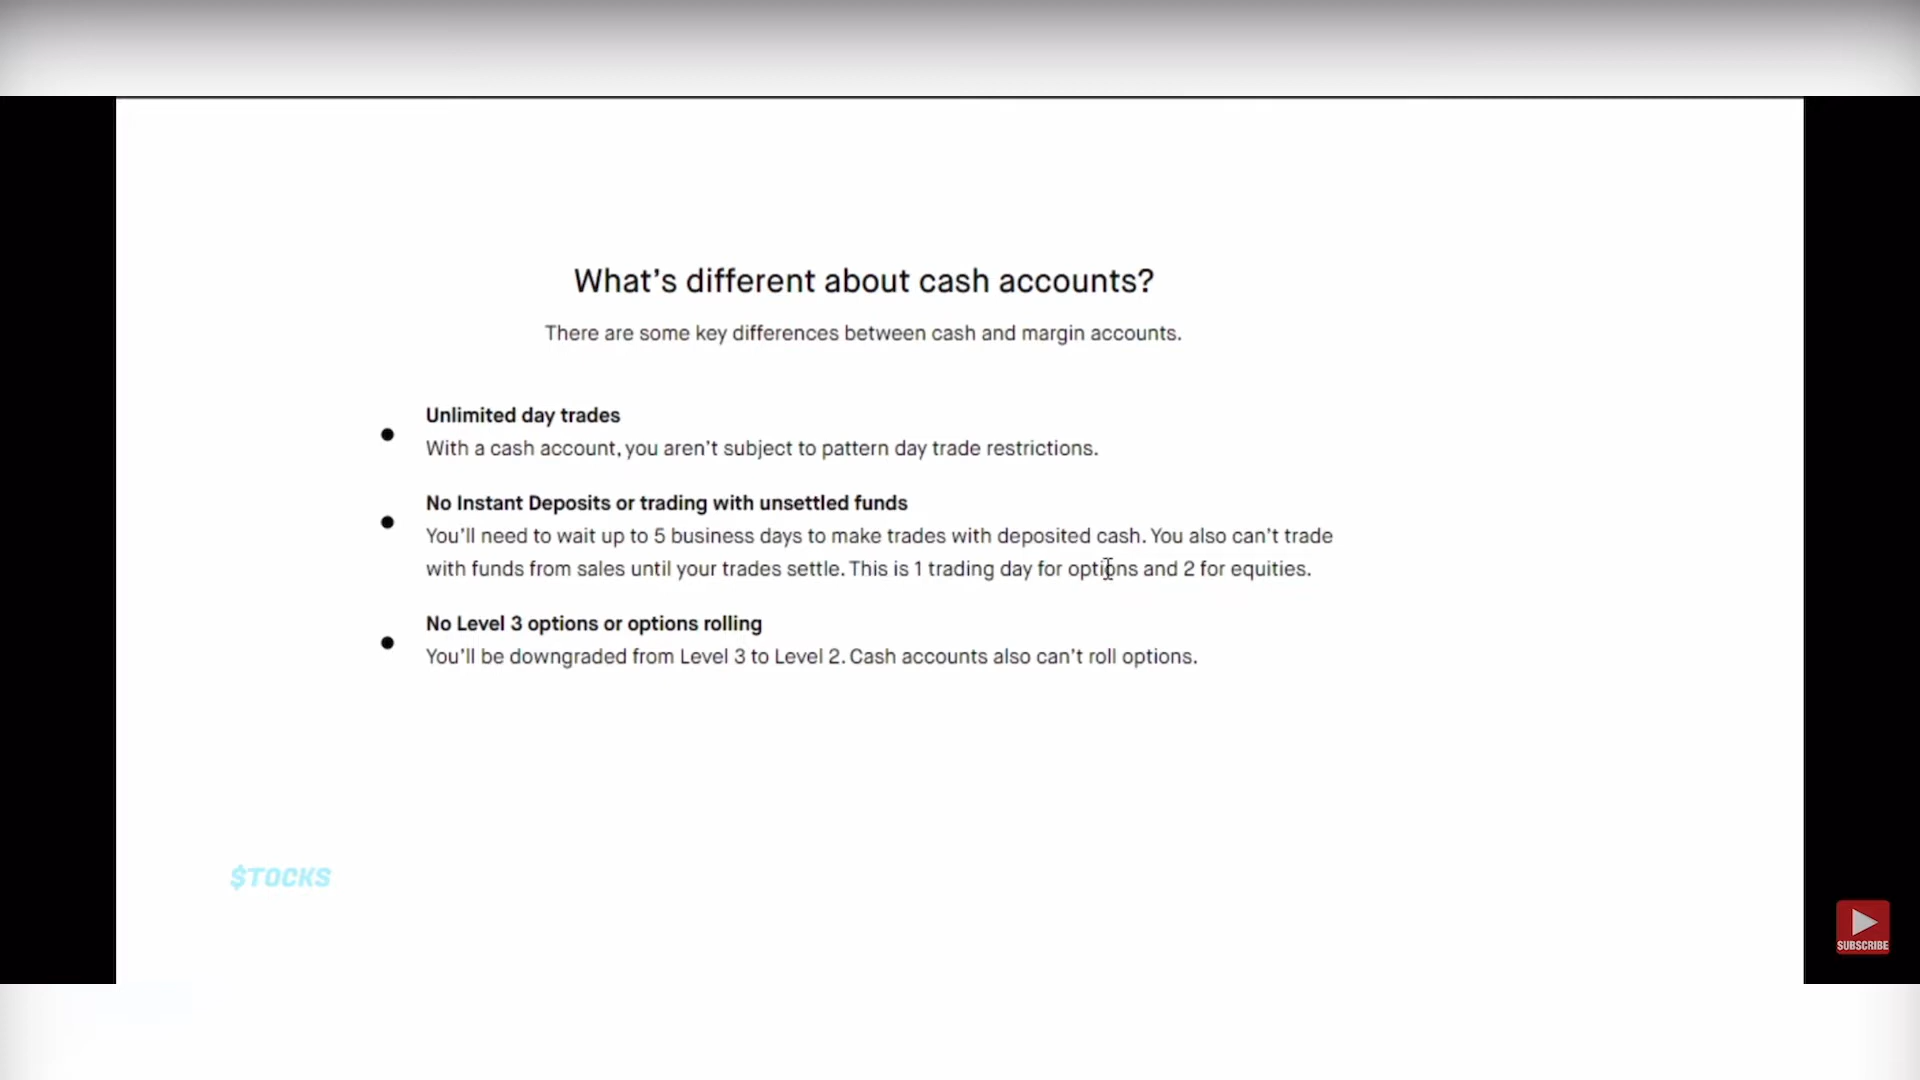 What's different about cash accounts?
There are some key differences between cash and margin accounts.
Unlimited day trades
With a cash account, you aren't subject to pattern day trade restrictions.
No Instant Deposits or trading with unsettled funds
You'll need to wait up to 5 business days to make trades with deposited cash. You also can't trade
with funds from sales until your trades settle. This is 1 trading day for options and 2 for equities.
No Level 3 options or options rolling
You'll be downgraded from Level 3 to Level 2. Cash accounts also can't roll options.
$TOCKS
SUBSCRIBE